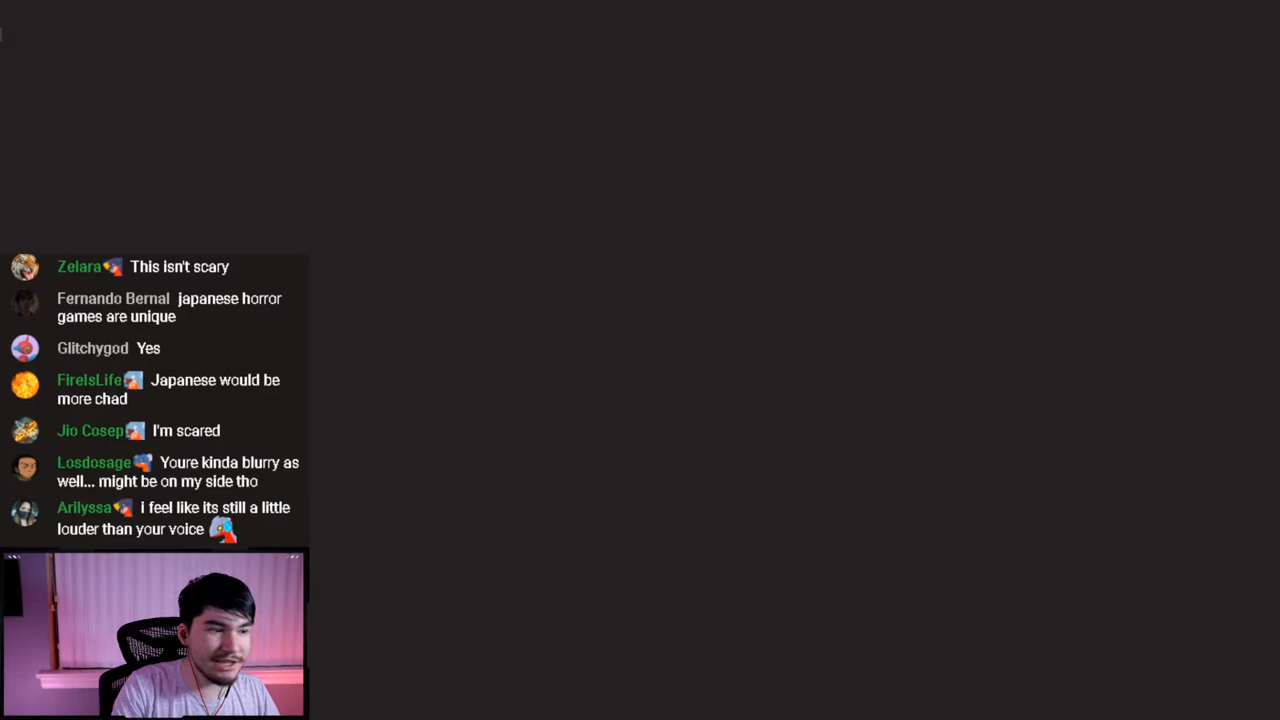 Zelara This isn't scary
Fernando Bernal japanese horror
games are unique
Glitchygod Yes
FireIsLife Japanese would be
more chad
Jio Cosep I'm scared
Losdosage Youre kinda blurry as
well... might be on my side tho
Arilyssa i feel like its still a little
louder than your voice